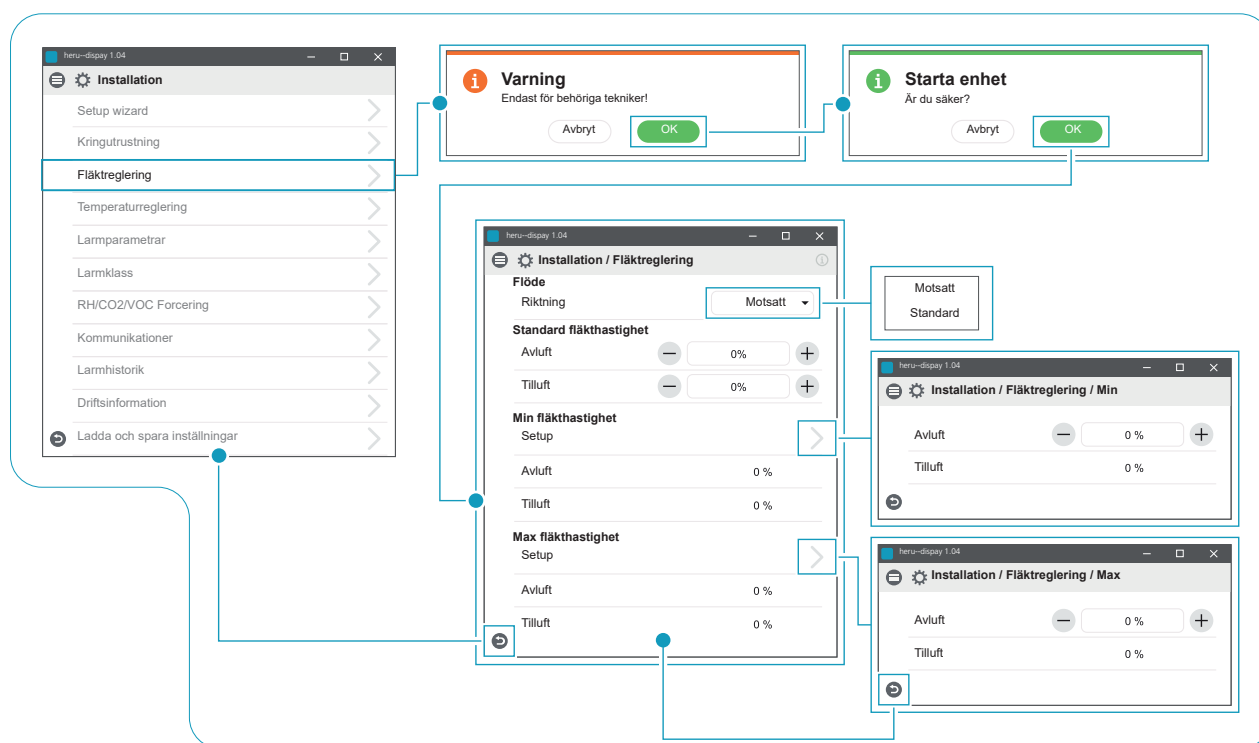 heru--dispay 1.04
Installation
Setup wizard
Kringutrustning
Fläktreglering
Temperaturreglering
Larmparametrar
Larmklass
RH/CO2/VOC Forcering
Kommunikationer
Larmhistorik
Driftsinformation
Ladda och spara inställningar
Varning
Endast för behöriga tekniker!
Avbryt OK
Starta enhet
Är du säker?
Avbryt OK
heru--dispay 1.04
Installation / Fläktreglering
Flöde
Riktning Motsatt
Standard fläkthastighet
Avluft 0%
Tilluft 0%
Min fläkthastighet
Setup
Avluft 0 %
Tilluft 0 %
Max fläkthastighet
Setup
Avluft 0 %
Tilluft 0 %
Motsatt
Standard
heru--dispay 1.04
Installation / Fläktreglering / Min
Avluft 0 %
Tilluft 0 %
heru--dispay 1.04
Installation / Fläktreglering / Max
Avluft 0 %
Tilluft 0 %